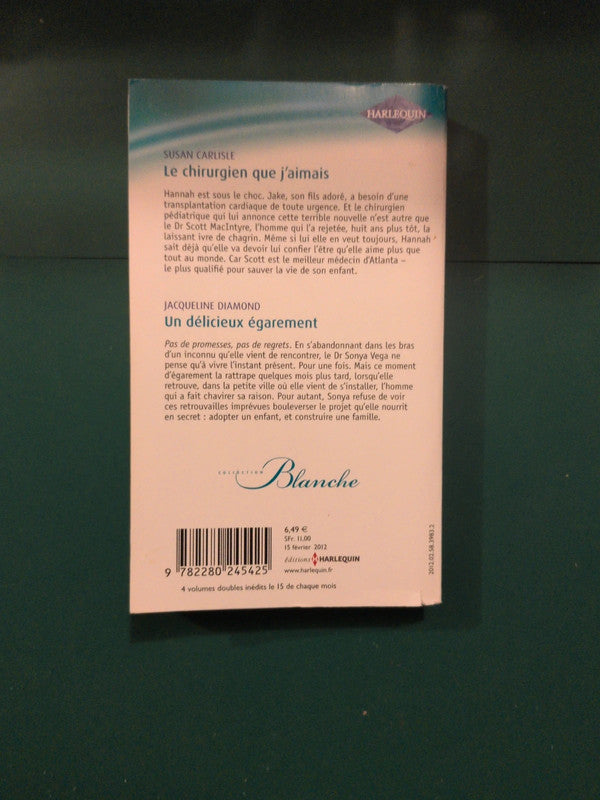 HARLEQUIN
SUSAN CARLISLE
Le chirurgien que j'aimais
Hannah est sous le choc. Jake, son fils adoré, a besoin d'une
transplantation cardiaque de toute urgence. Et le chirurgien
pédiatrique qui lui annonce cette terrible nouvelle n'est autre que
le Dr Scott MacIntyre, l'homme qui l'a rejetée, huit ans plus tôt, la
laissant ivre de chagrin. Même si lui elle en veut toujours, Hannah
sait déjà qu'elle va devoir lui confier l'être qu'elle aime plus que
tout au monde. Car Scott est le meilleur médecin d'Atlanta –
le plus qualifié pour sauver la vie de son enfant.
JACQUELINE DIAMOND
Un délicieux égarement
Pas de promesses, pas de regrets. En s'abandonnant dans les bras
d'un inconnu qu'elle vient de rencontrer, le Dr Sonya Vega ne
pense qu'à vivre l'instant présent. Pour une fois. Mais ce moment
d'égarement la rattrape quelques mois plus tard, lorsqu'elle
retrouve, dans la petite ville où elle vient de s'installer, l'homme
qui a fait chavirer sa raison. Pour autant, Sonya refuse de voir
ces retrouvailles imprévues bouleverser le projet qu'elle nourrit
en secret : adopter un enfant, et construire une famille.
COLLECTION Blanche
6,49 €
SFr. 11.00
15 février 2012
éditions HARLEQUIN
www.harlequin.fr
9 782280 245425
4 volumes doubles inédits le 15 de chaque mois
2012.02.58.3983.2